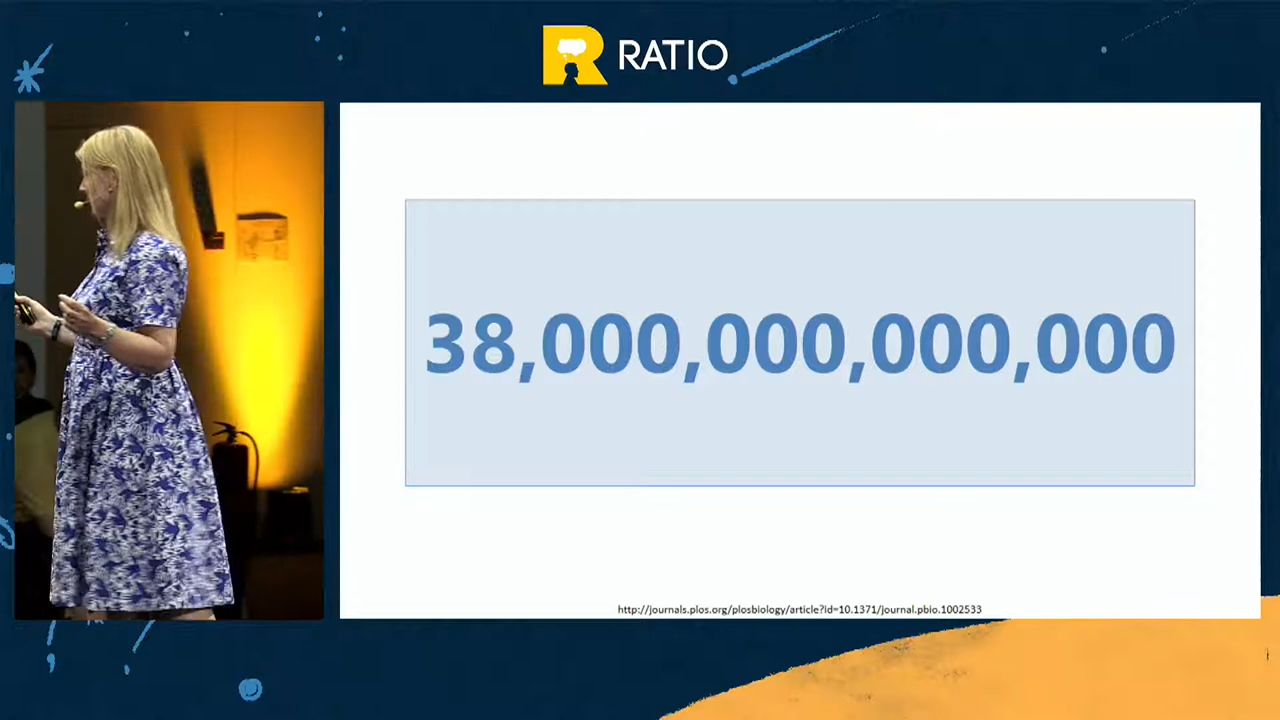 RATIO
38,000,000,000,000
http://journals.plos.org/plosbiology/article?id=10.1371/journal.pbio.1002533